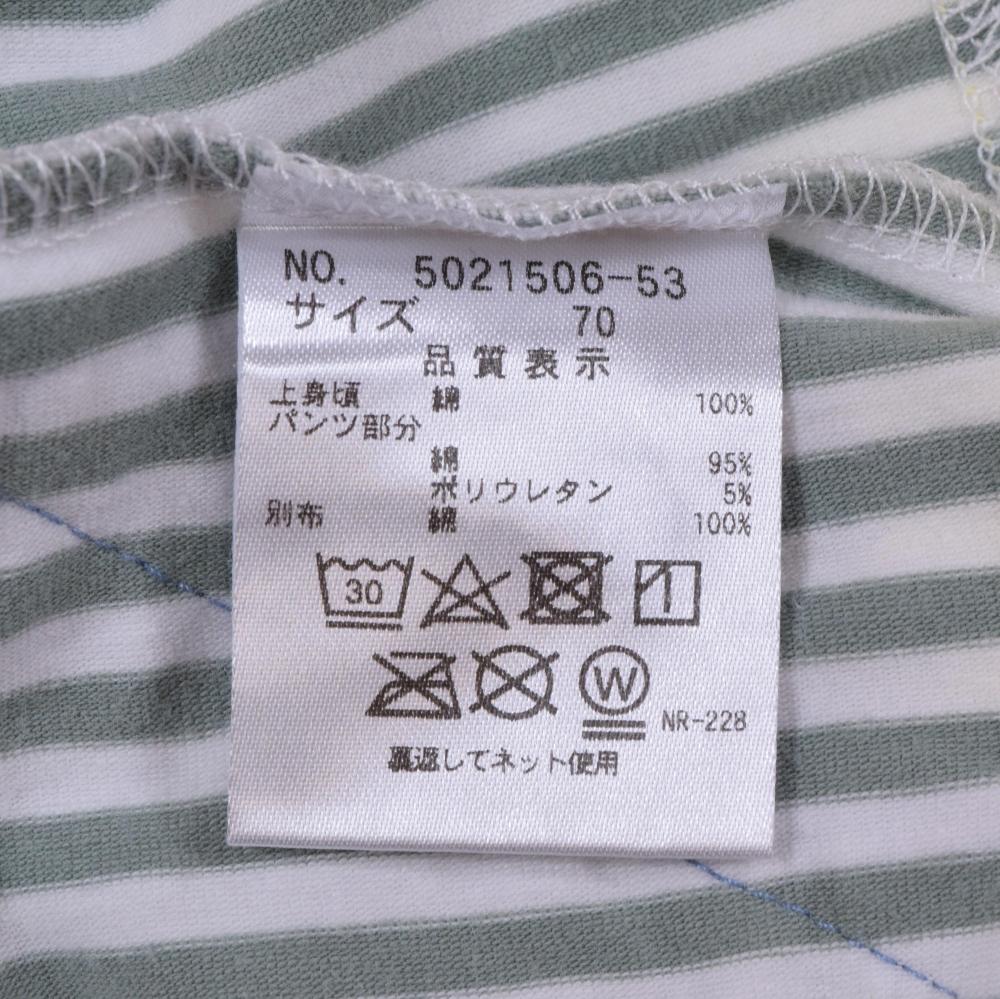 NO. 5021506-53
サイズ 70
品質表示
上身頃 綿 100%
パンツ部分
綿 95%
ポリウレタン 5%
別布 綿 100%
30
W NR-228
裏返してネット使用